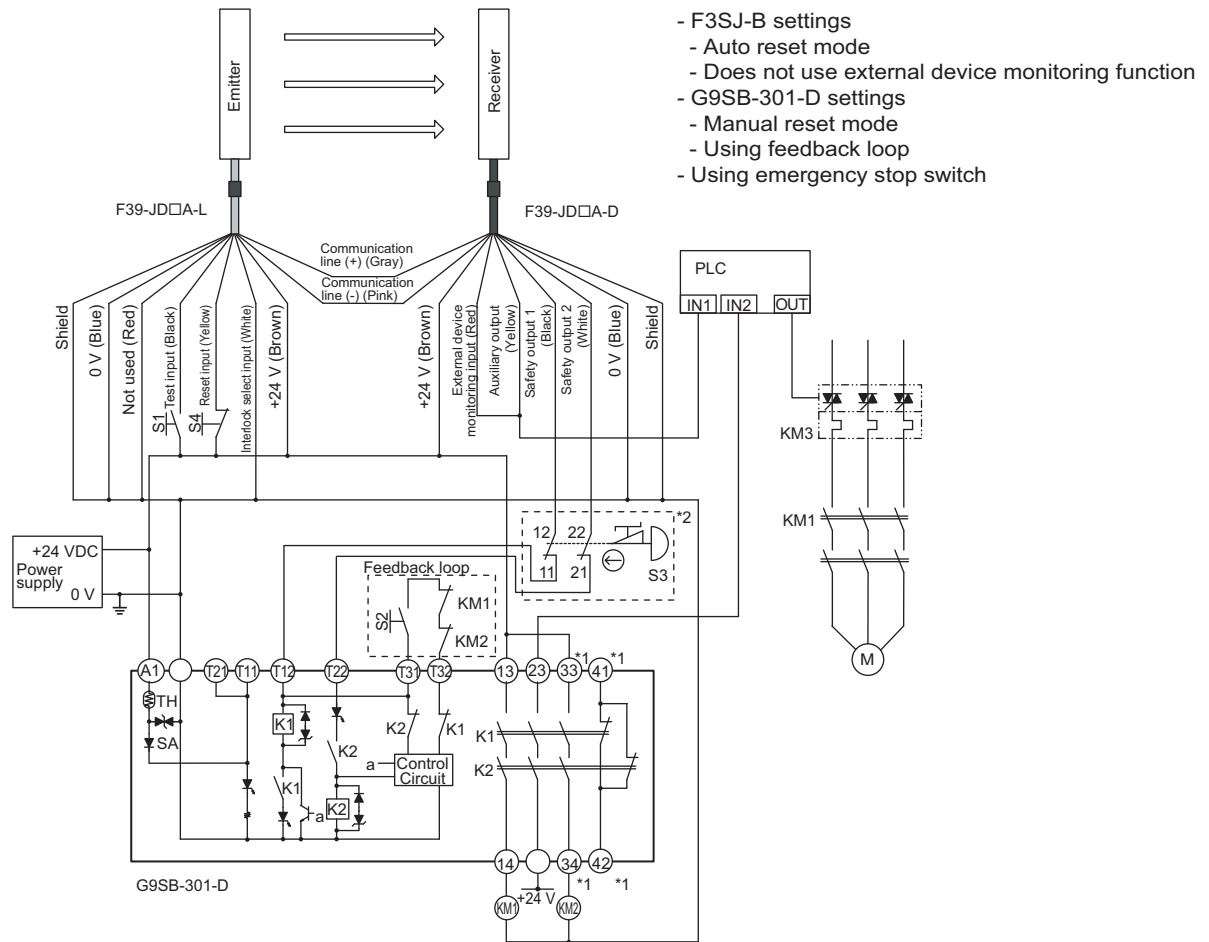 - F3SJ-B settings
- Auto reset mode
- Does not use external device monitoring function
- G9SB-301-D settings
- Manual reset mode
- Using feedback loop
- Using emergency stop switch
Emitter
Receiver
F39-JD□A-L
F39-JD□A-D
Communication
line (+) (Gray)
Communication
line (-) (Pink)
Shield
0 V (Blue)
Not used (Red)
Test input (Black)
Reset input (Yellow)
Interlock select input (White)
+24 V (Brown)
+24 V (Brown)
External device
monitoring input (Red)
Auxiliary output
(Yellow)
Safety output 1
(Black)
Safety output 2
(White)
0 V (Blue)
Shield
S1
S4
PLC
IN1
IN2
OUT
KM3
KM1
M
+24 VDC
Power
supply
0 V
12
22
11
21
S3
*2
Feedback loop
S2
KM1
KM2
A1
T21
T11
T12
T22
T31
T32
13
23
33
*1
41
*1
TH
SA
K1
K1
a
K2
K2
a
K2
K1
Control
Circuit
K1
K2
14
34
*1
42
*1
G9SB-301-D
KM1
+24 V
KM2